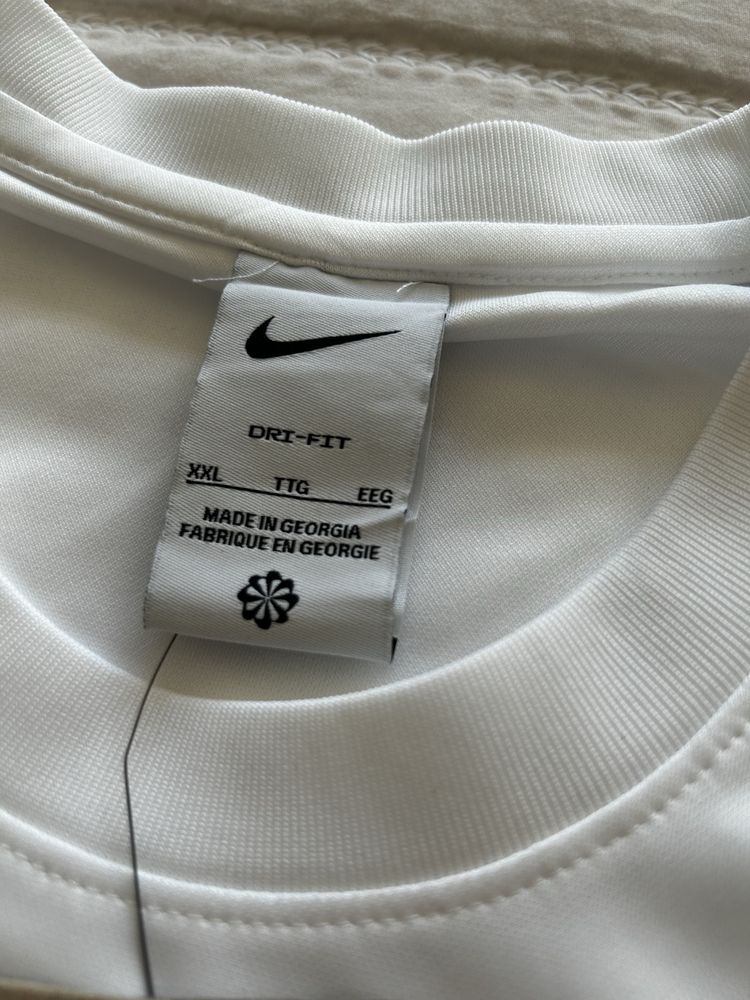 DRI-FIT
XXL TTG EEG
MADE IN GEORGIA
FABRIQUE EN GEORGIE